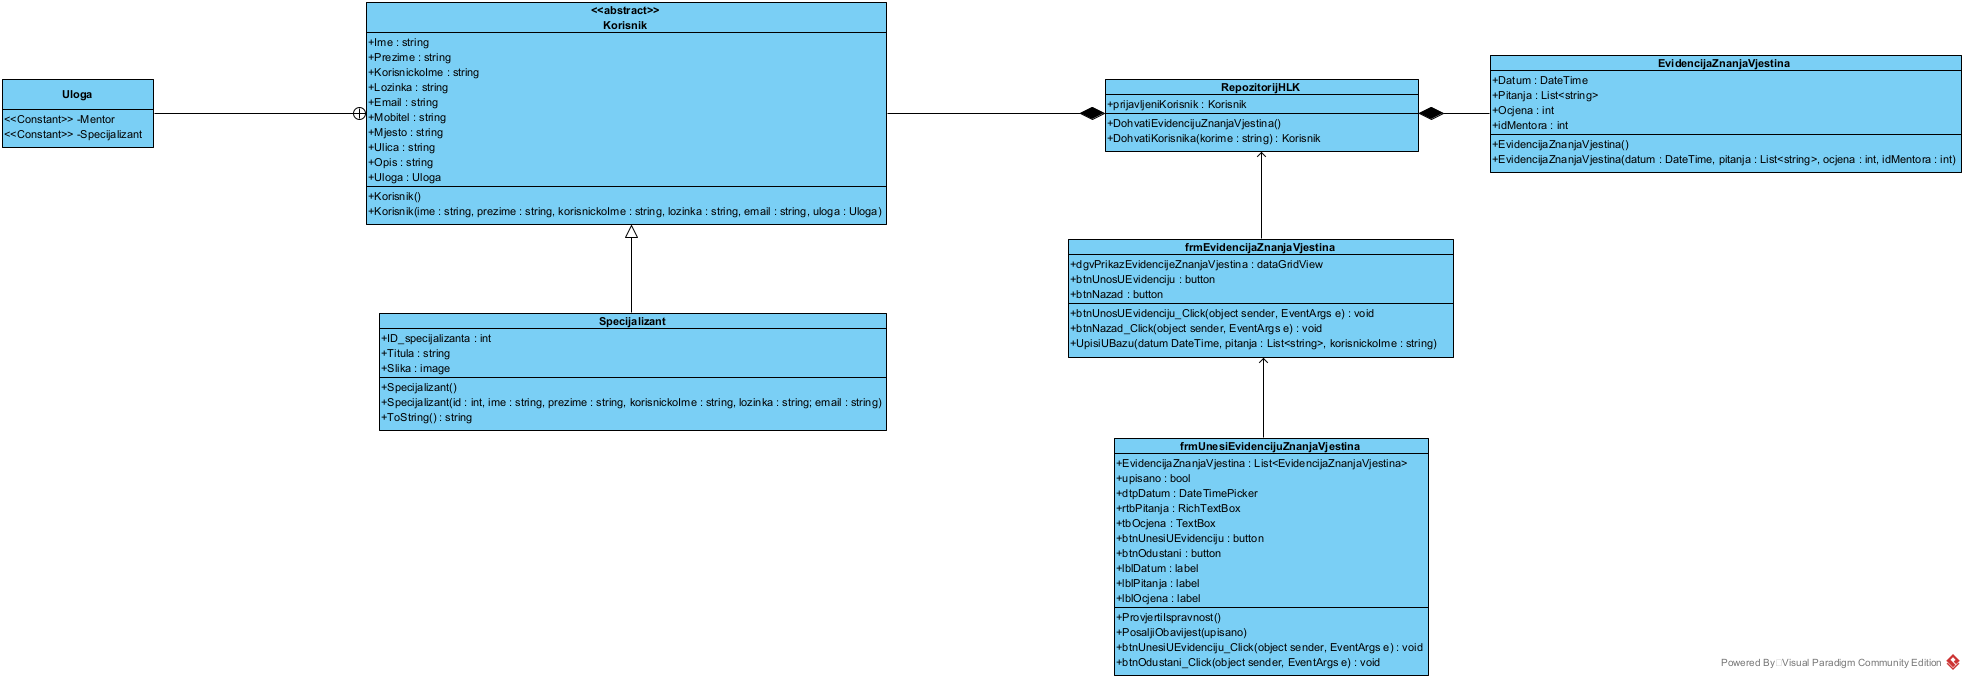 Uloga
<<Constant>> -Mentor
<<Constant>> -Specijalizant
<<abstract>>
Korisnik
+Ime : string
+Prezime : string
+KorisnickoIme : string
+Lozinka : string
+Email : string
+Mobitel : string
+Mjesto : string
+Ulica : string
+Opis : string
+Uloga : Uloga
+Korisnik()
+Korisnik(ime : string, prezime : string, korisnickoIme : string, lozinka : string, email : string, uloga : Uloga)
Specijalizant
+ID_specijalizanta : int
+Titula : string
+Slika : image
+Specijalizant()
+Specijalizant(id : int, ime : string, prezime : string, korisnickoIme : string, lozinka : string; email : string)
+ToString() : string
RepozitorijHLK
+prijavljeniKorisnik : Korisnik
+DohvatiEvidencijuZnanjaVjestina()
+DohvatiKorisnika(korime : string) : Korisnik
EvidencijaZnanjaVjestina
+Datum : DateTime
+Pitanja : List<string>
+Ocjena : int
+idMentora : int
+EvidencijaZnanjaVjestina()
+EvidencijaZnanjaVjestina(datum : DateTime, pitanja : List<string>, ocjena : int, idMentora : int)
frmEvidencijaZnanjaVjestina
+dgvPrikazEvidencijeZnanjaVjestina : dataGridView
+btnUnosUEvidenciju : button
+btnNazad : button
+btnUnosUEvidenciju_Click(object sender, EventArgs e) : void
+btnNazad_Click(object sender, EventArgs e) : void
+UpisiUBazu(datum DateTime, pitanja : List<string>, korisnickoIme : string)
frmUnesiEvidencijuZnanjaVjestina
+EvidencijaZnanjaVjestina : List<EvidencijaZnanjaVjestina>
+upisano : bool
+dtpDatum : DateTimePicker
+rtbPitanja : RichTextBox
+tbOcjena : TextBox
+btnUnesiUEvidenciju : button
+btnOdustani : button
+lblDatum : label
+lblPitanja : label
+lblOcjena : label
+ProvjertiIspravnost()
+PosaljiObavijest(upisano)
+btnUnesiUEvidenciju_Click(object sender, EventArgs e) : void
+btnOdustani_Click(object sender, EventArgs e) : void
Powered By Visual Paradigm Community Edition